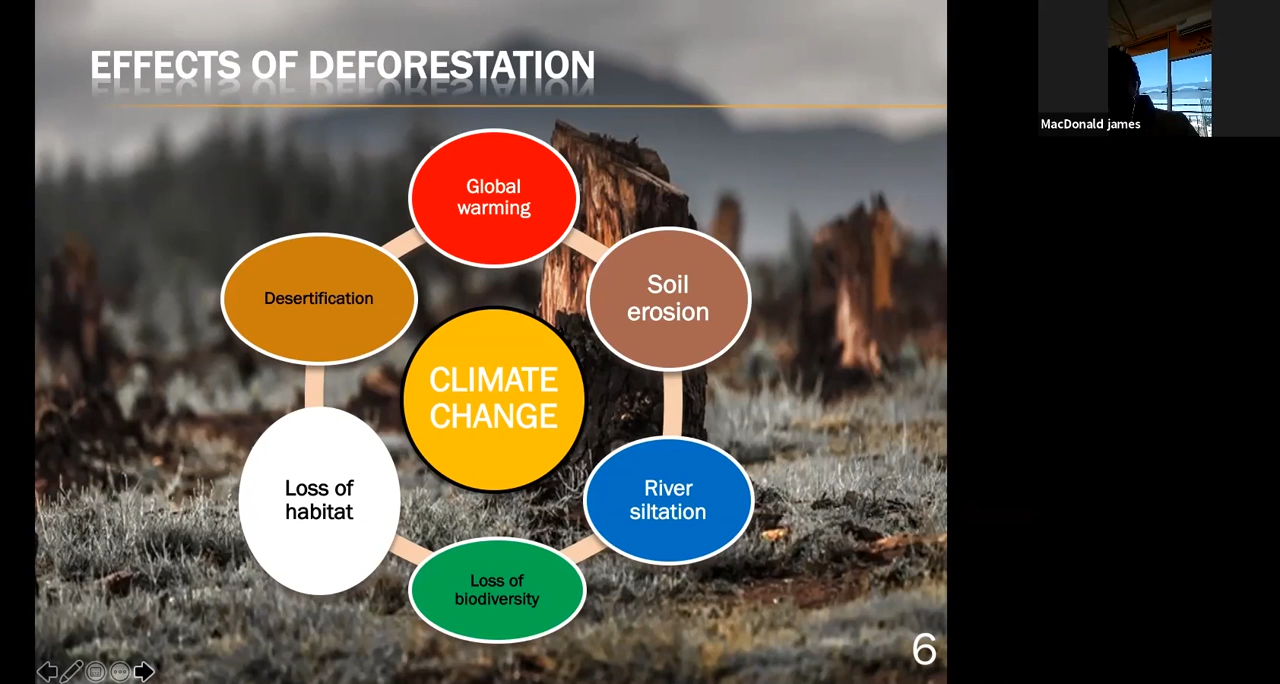 EFFECTS OF DEFORESTATION
MacDonald james
Global
warming
Soil
erosion
Desertification
CLIMATE
CHANGE
River
siltation
Loss of
habitat
Loss of
biodiversity
6